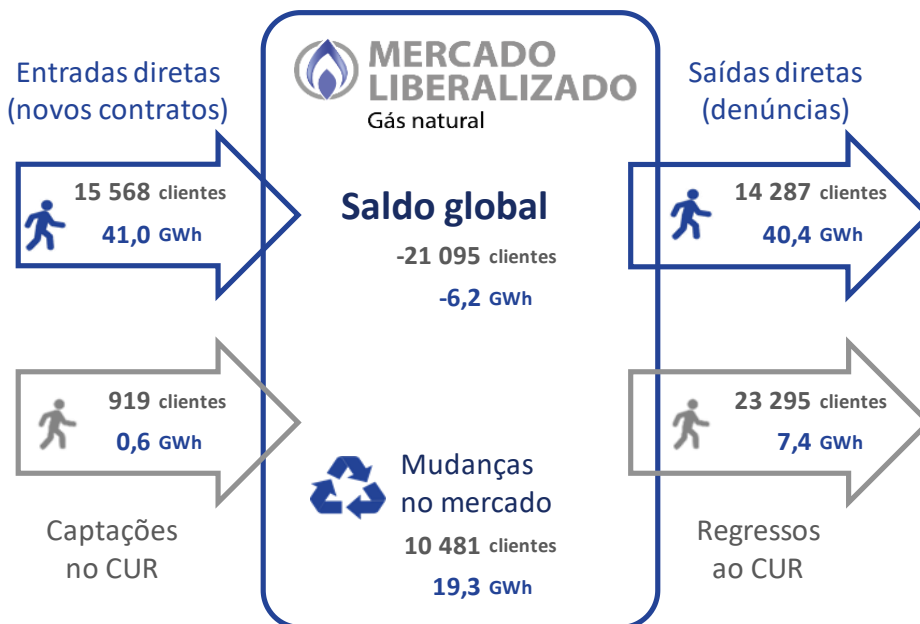 MERCADO
LIBERALIZADO
Gás natural
Entradas diretas
(novos contratos)
15 568 clientes
41,0 GWh
Saldo global
-21 095 clientes
-6,2 GWh
Saídas diretas
(denúncias)
14 287 clientes
40,4 GWh
919 clientes
0,6 GWh
Captações
no CUR
Mudanças
no mercado
10 481 clientes
19,3 GWh
23 295 clientes
7,4 GWh
Regressos
ao CUR